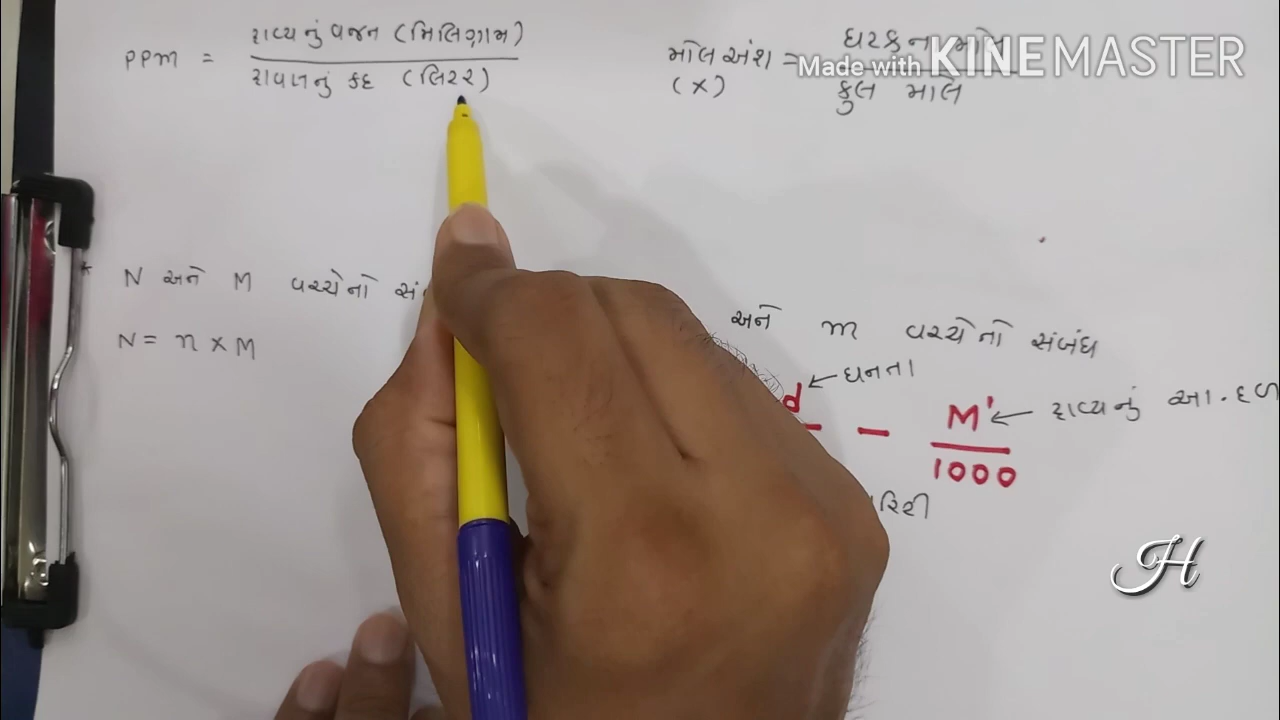 PPM = દ્રાવ્યનું વજન (મિલિગ્રામ)
દ્રાવણનું કદ (લિટર)
મોલ અંશ =
(x)
કુલ મોલ
Made with KINEMASTER
* N અને M વચ્ચેનો
N = n × M
અને m વચ્ચેનો સંબંધ
d ← ઘનતા
- M' ← દ્રાવ્યનું આ. દળ
1000
H